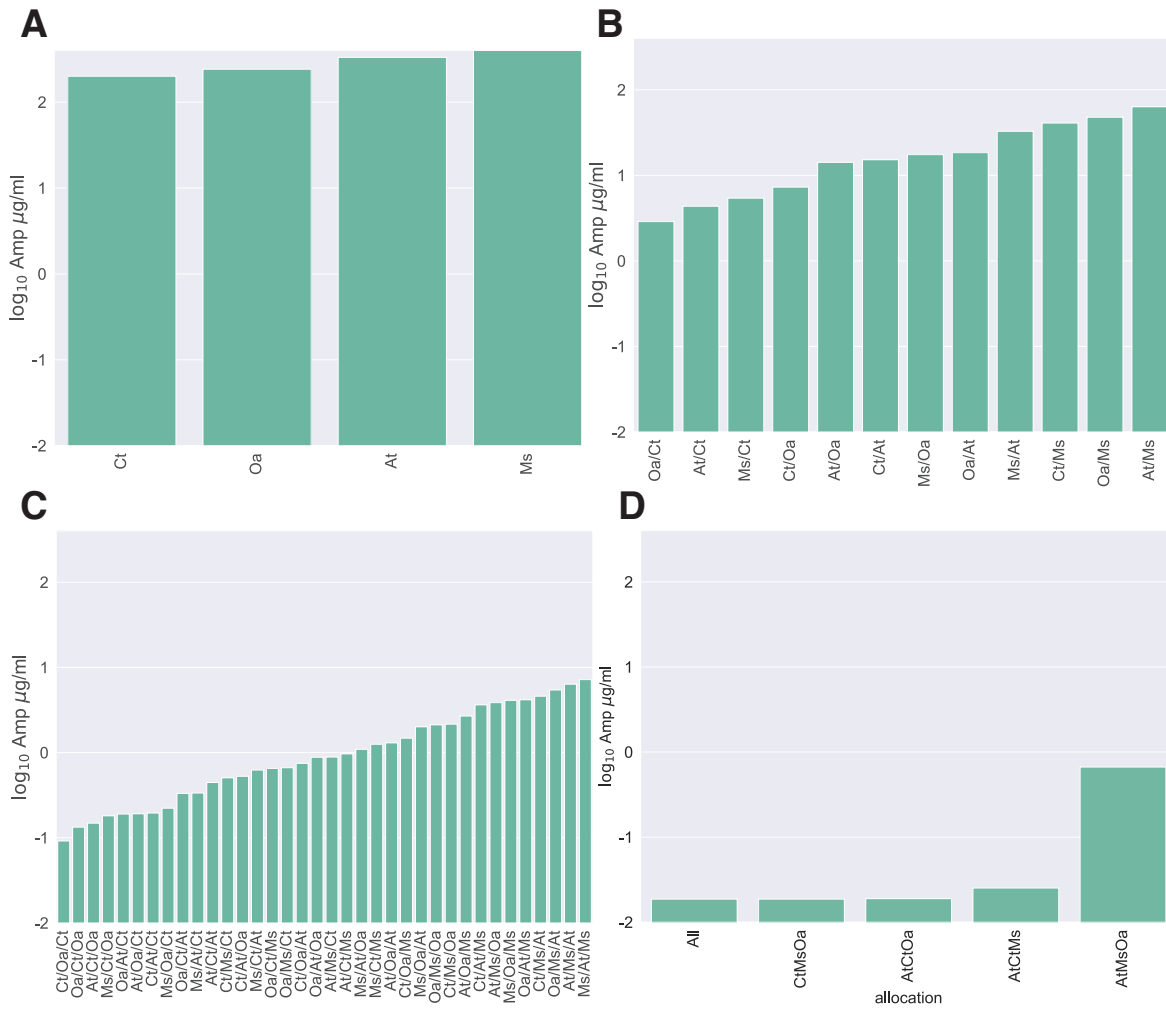 A
log₁₀ Amp μg/ml
2
1
0
-1
-2
Ct
Oa
At
Ms
B
log₁₀ Amp μg/ml
2
1
0
-1
-2
Oa/Ct
At/Ct
Ms/Ct
Ct/Oa
At/Oa
Ct/At
Ms/Oa
Oa/At
Ms/At
Ct/Ms
Oa/Ms
At/Ms
C
log₁₀ Amp μg/ml
2
1
0
-1
-2
Ct/Oa/Ct
Oa/Ct/Oa
At/Ct/Oa
Ms/Ct/Oa
Oa/At/Ct
At/Oa/Ct
Ct/At/Ct
Ms/Oa/Ct
Oa/Ct/At
Ms/At/Ct
At/Ct/At
Ct/Ms/Ct
Ct/At/Oa
Ms/Ct/At
Oa/Ct/Ms
Oa/Ms/Ct
Ct/Oa/At
Oa/At/Oa
At/Ms/Ct
At/Ct/Ms
Ms/At/Oa
Ms/Ct/Ms
At/Oa/At
Ct/Oa/Ms
Ms/Oa/At
Oa/Ms/Oa
Ct/Ms/Oa
At/Oa/Ms
Ct/At/Ms
At/Ms/Oa
Ms/Oa/Ms
Oa/At/Ms
Ct/Ms/At
Oa/Ms/At
At/Ms/At
Ms/At/Ms
D
log₁₀ Amp μg/ml
2
1
0
-1
-2
All
CtMsOa
AtCtOa
AtCtMs
AtMsOa
allocation